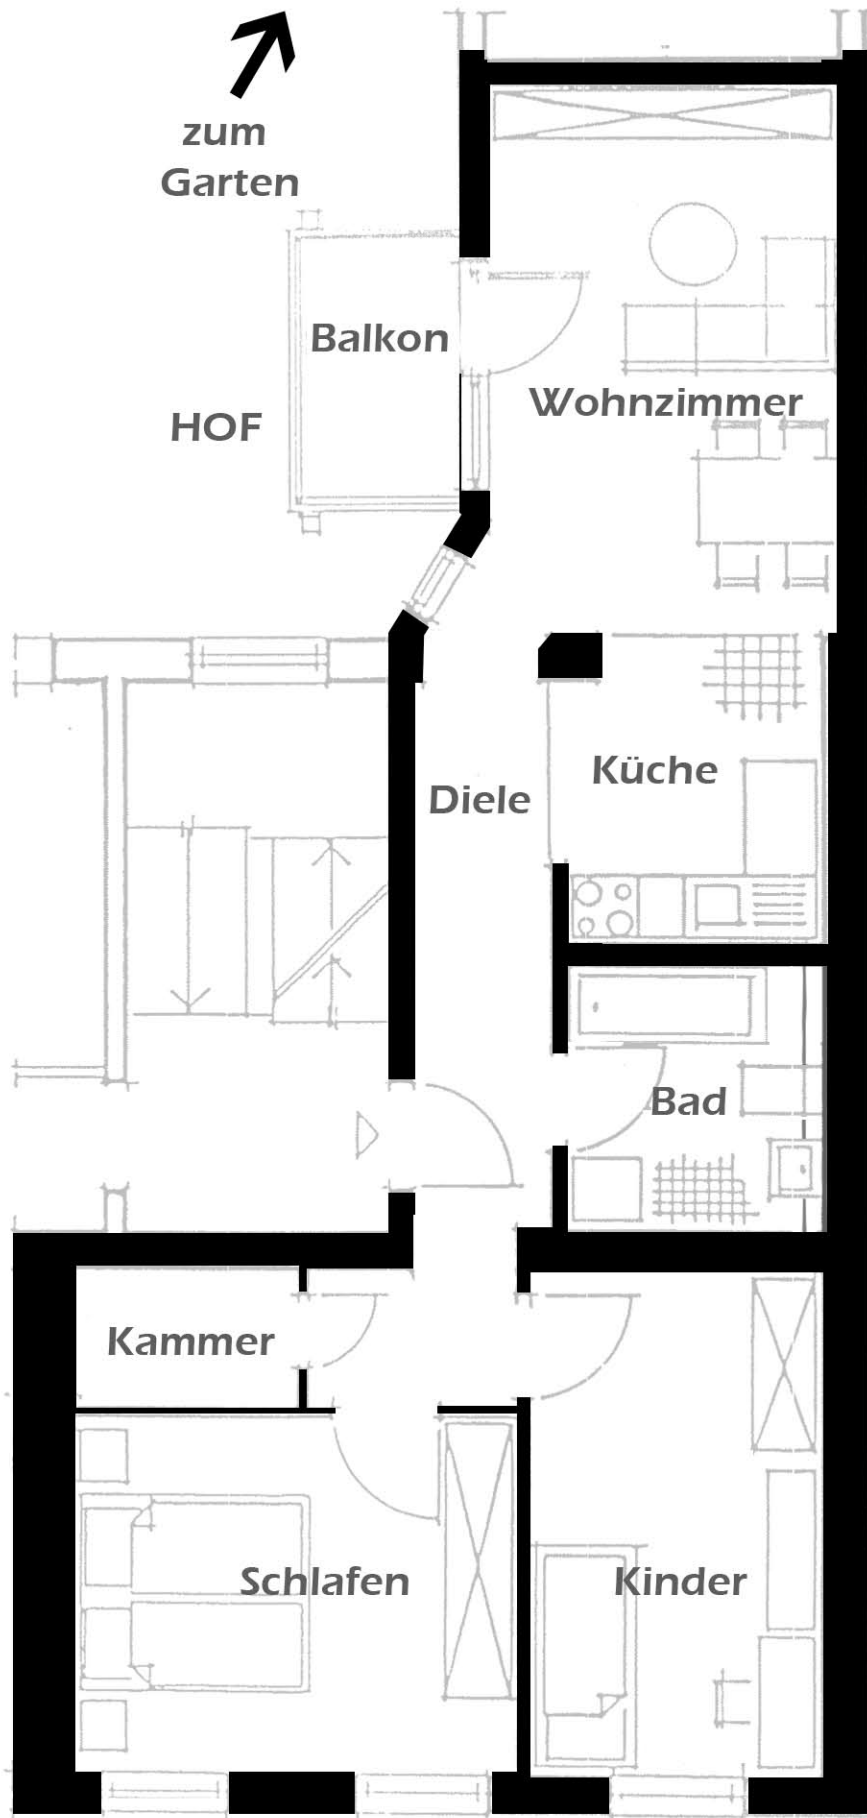 zum
Garten
Balkon
Wohnzimmer
HOF
Küche
Diele
Bad
Kammer
Schlafen
Kinder